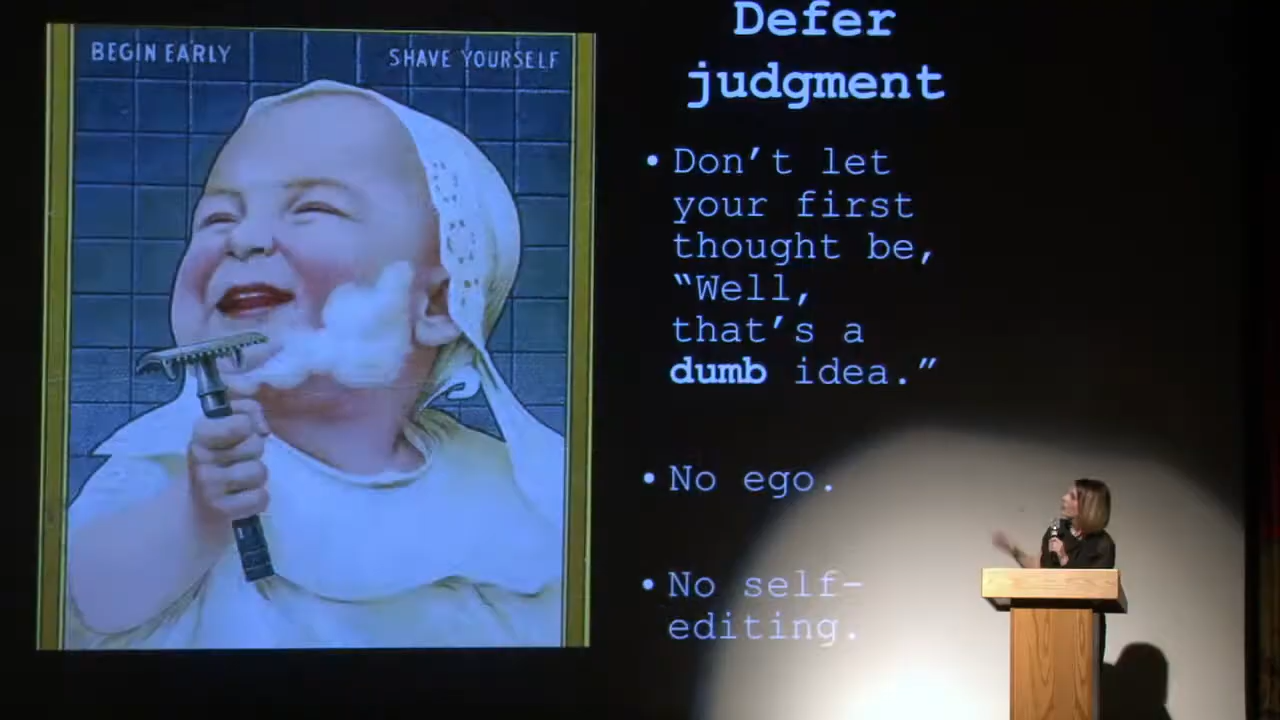 BEGIN EARLY
SHAVE YOURSELF
Defer
judgment
• Don’t let
your first
thought be,
“Well,
that’s a
dumb idea.”
• No ego.
• No self-
editing.